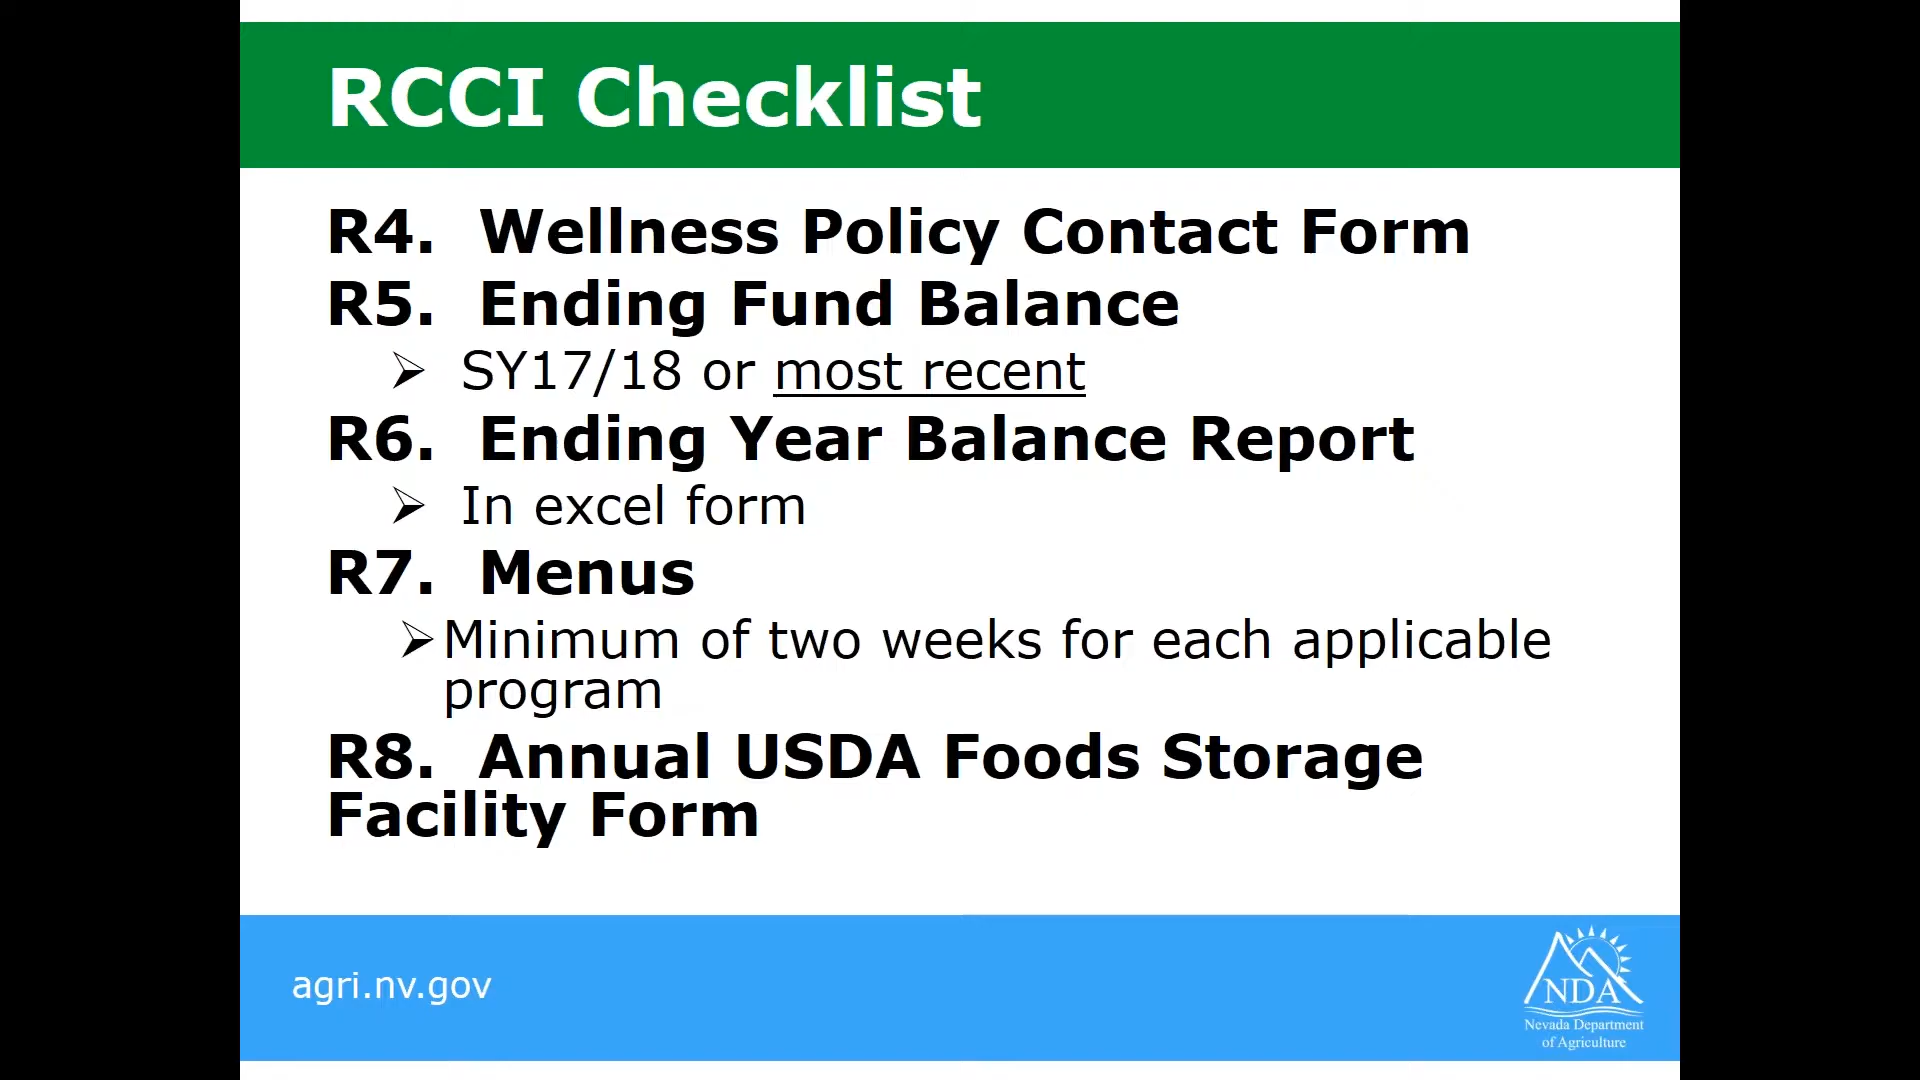 RCCI Checklist
R4. Wellness Policy Contact Form
R5. Ending Fund Balance
➢ SY17/18 or most recent
R6. Ending Year Balance Report
➢ In excel form
R7. Menus
➢ Minimum of two weeks for each applicable
program
R8. Annual USDA Foods Storage
Facility Form
agri.nv.gov
NDA
Nevada Department
of Agriculture